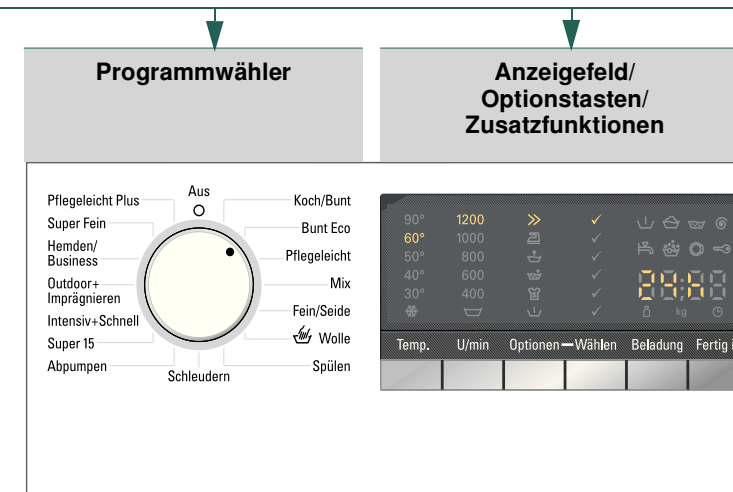 Programmwähler
Anzeigefeld/
Optionstasten/
Zusatzfunktionen
Aus
Pflegeleicht Plus
Super Fein
Hemden/
Business
Outdoor+
Imprägnieren
Intensiv+Schnell
Super 15
Abpumpen
Schleudern
Koch/Bunt
Bunt Eco
Pflegeleicht
Mix
Fein/Seide
Wolle
Spülen
90° 1200
60° 1000
50° 800
40° 600
30° 400
24h
kg
Temp. U/min Optionen Wählen Beladung Fertig i